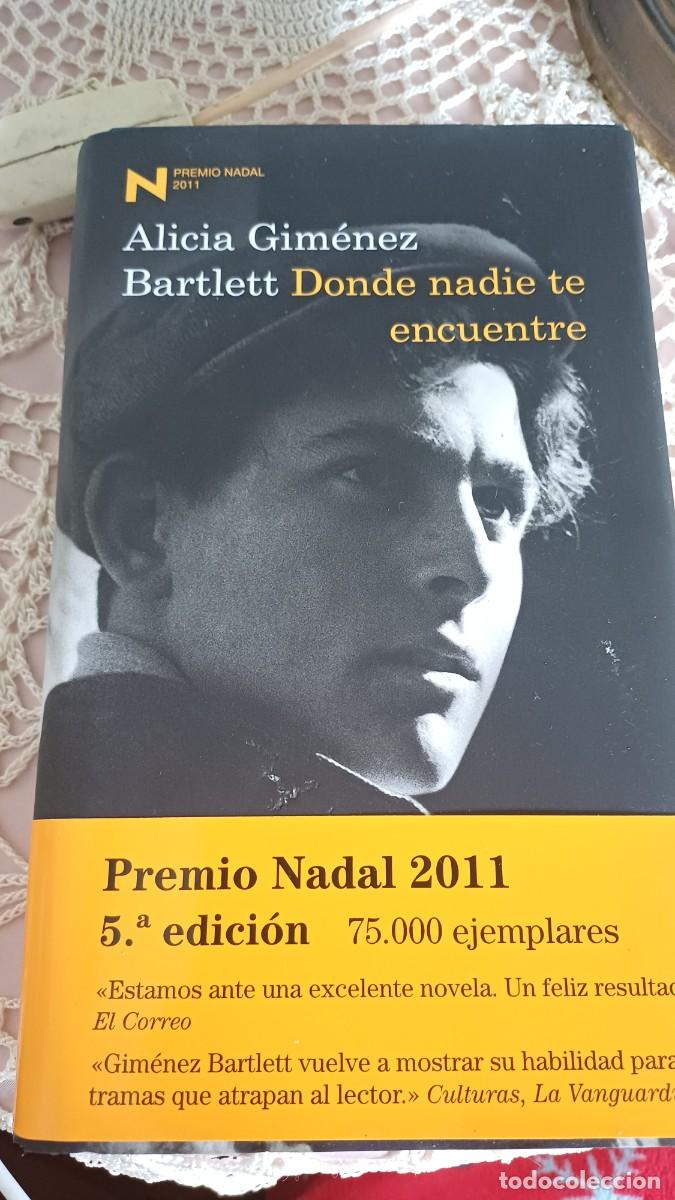 PREMIO NADAL
2011
Alicia Giménez
Bartlett Donde nadie te
encuentre
Premio Nadal 2011
5.ª edición 75.000 ejemplares
«Estamos ante una excelente novela. Un feliz resultad
El Correo
«Giménez Bartlett vuelve a mostrar su habilidad para
tramas que atrapan al lector.» Culturas, La Vanguardi
todocoleccion